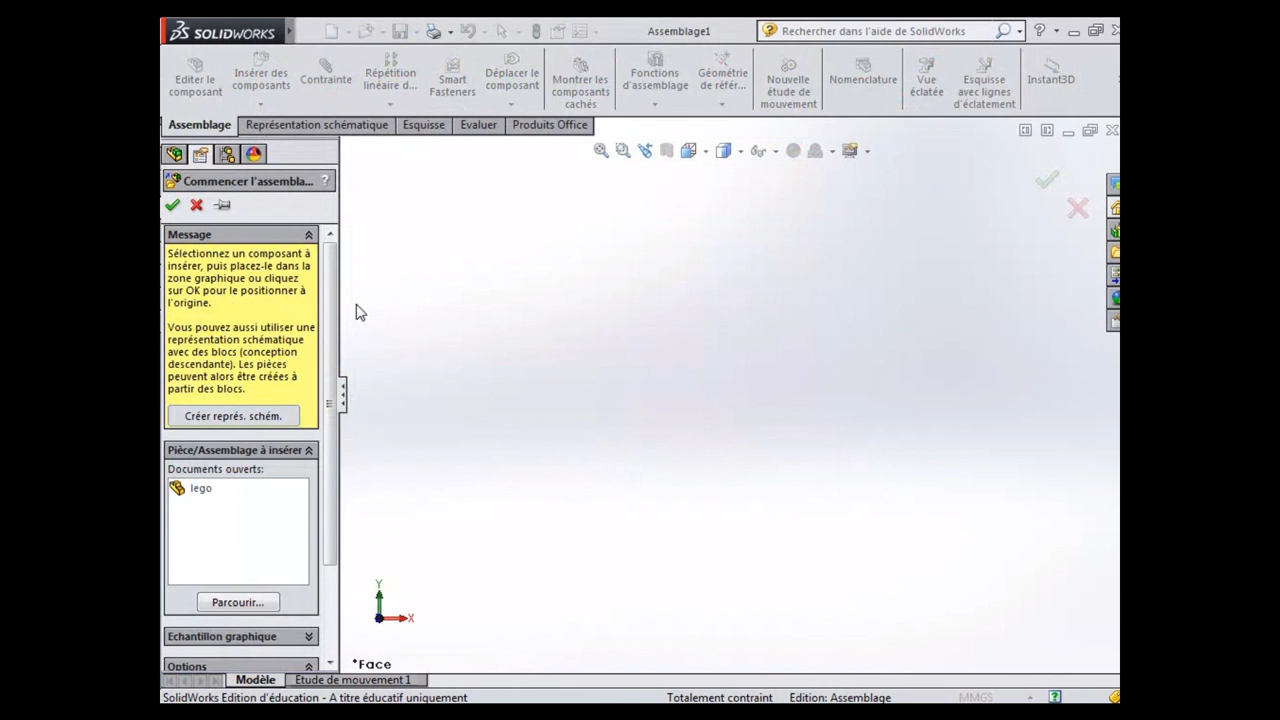 SOLIDWORKS
Assemblage1
Rechercher dans l'aide de SolidWorks
Editer le composant
Insérer des composants
Contrainte
Répétition linéaire d...
Smart Fasteners
Déplacer le composant
Montrer les composants cachés
Fonctions d'assemblage
Géométrie de référ...
Nouvelle étude de mouvement
Nomenclature
Vue éclatée
Esquisse avec lignes d'éclatement
Instant3D
Assemblage
Représentation schématique
Esquisse
Evaluer
Produits Office
Commencer l'assembla...
?
Message
Sélectionnez un composant à
insérer, puis placez-le dans la
zone graphique ou cliquez
sur OK pour le positionner à
l'origine.
Vous pouvez aussi utiliser une
représentation schématique
avec des blocs (conception
descendante). Les pièces
peuvent alors être créées à
partir des blocs.
Créer représ. schém.
Pièce/Assemblage à insérer
Documents ouverts:
lego
Parcourir...
Echantillon graphique
Options
Y
X
*Face
Modèle
Etude de mouvement 1
SolidWorks Edition d'éducation - A titre éducatif uniquement
Totalement contraint
Edition: Assemblage
MMGS